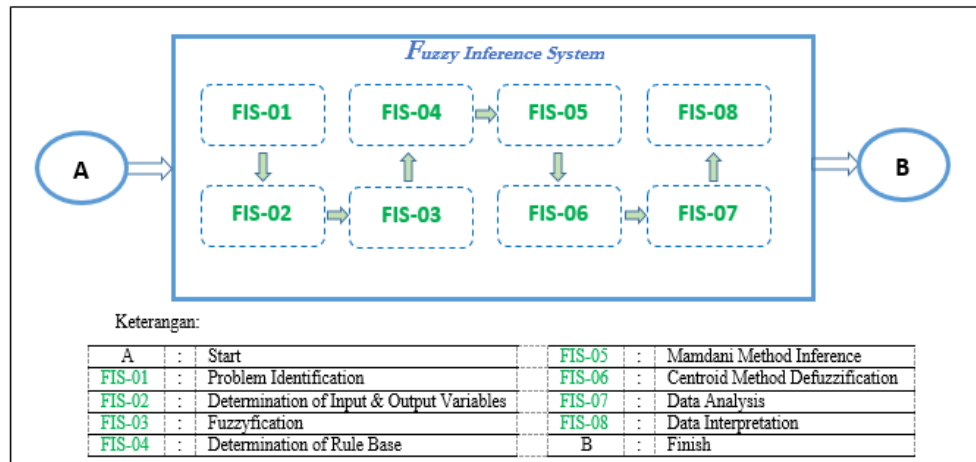 Fuzzy Inference System
FIS-01 FIS-04 FIS-05 FIS-08
A B
FIS-02 FIS-03 FIS-06 FIS-07
Keterangan:
A : Start FIS-05 : Mamdani Method Inference
FIS-01 : Problem Identification FIS-06 : Centroid Method Defuzzification
FIS-02 : Determination of Input & Output Variables FIS-07 : Data Analysis
FIS-03 : Fuzzyfication FIS-08 : Data Interpretation
FIS-04 : Determination of Rule Base B : Finish